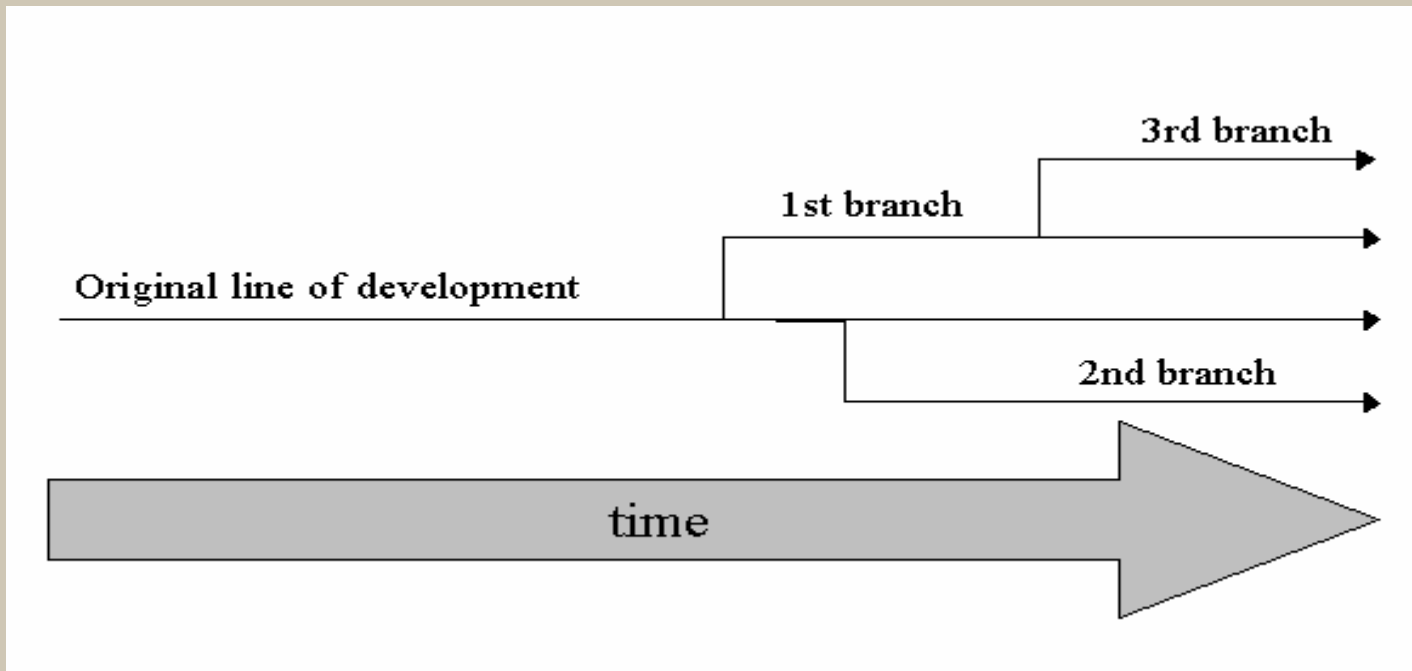 3rd branch
1st branch
Original line of development
2nd branch
time